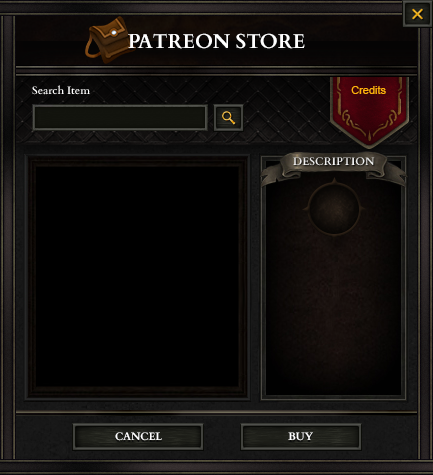 PATREON STORE
Search Item
Credits
DESCRIPTION
CANCEL
BUY